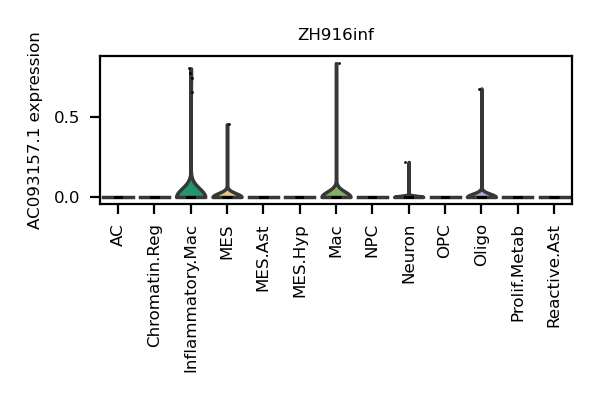 ZH916inf
AC093157.1 expression
0.5
0.0
AC
Chromatin.Reg
Inflammatory.Mac
MES
MES.Ast
MES.Hyp
Mac
NPC
Neuron
OPC
Oligo
Prolif.Metab
Reactive.Ast